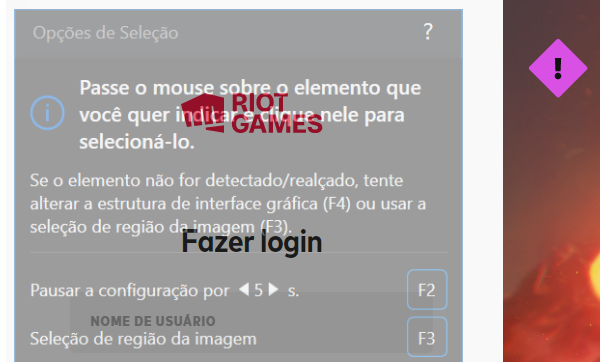 Opções de Seleção ?
Passe o mouse sobre o elemento que
você quer indicar e clique nele para
selecioná-lo.
RIOT
GAMES
Se o elemento não for detectado/realçado, tente
alterar a estrutura de interface gráfica (F4) ou usar a
seleção de região da imagem (F3).
Fazer login
Pausar a configuração por 5 s. F2
NOME DE USUÁRIO
Seleção de região da imagem F3
!